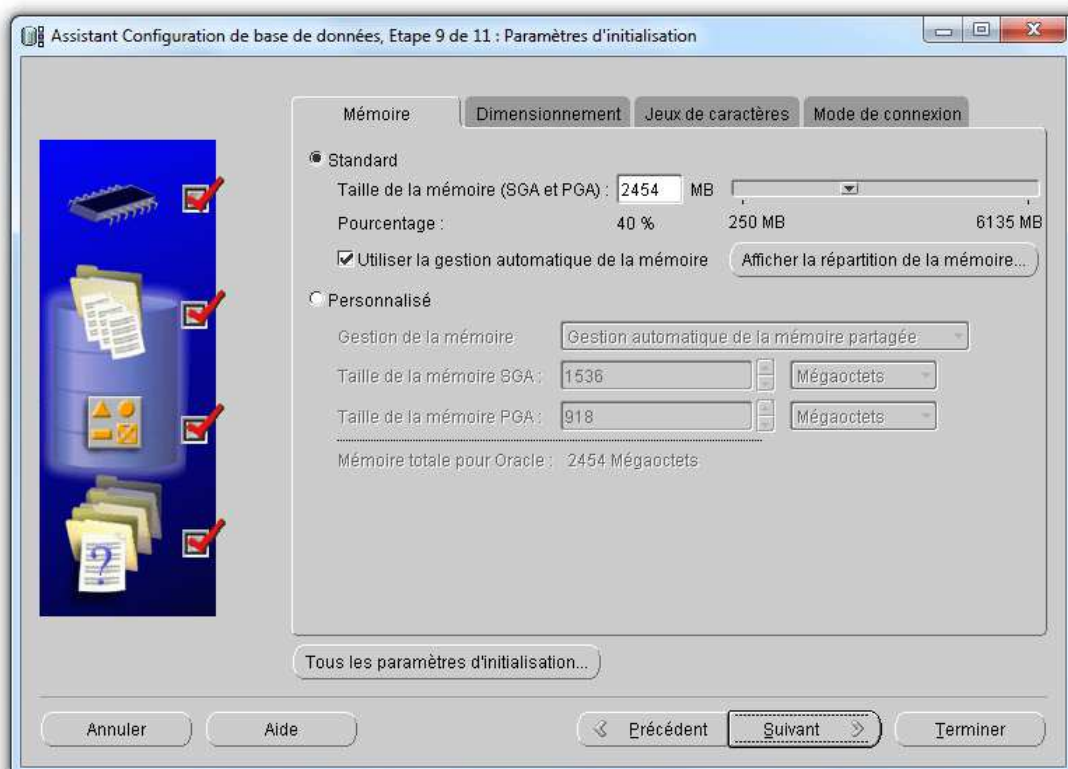 Assistant Configuration de base de données, Etape 9 de 11 : Paramètres d'initialisation
Mémoire Dimensionnement Jeux de caractères Mode de connexion
Standard
Taille de la mémoire (SGA et PGA) : 2454 MB
Pourcentage : 40 % 250 MB 6135 MB
Utiliser la gestion automatique de la mémoire Afficher la répartition de la mémoire...
Personnalisé
Gestion de la mémoire Gestion automatique de la mémoire partagée
Taille de la mémoire SGA : 1536 Mégaoctets
Taille de la mémoire PGA : 918 Mégaoctets
Mémoire totale pour Oracle : 2454 Mégaoctets
?
Tous les paramètres d'initialisation...
Annuler Aide Précédent Suivant Terminer